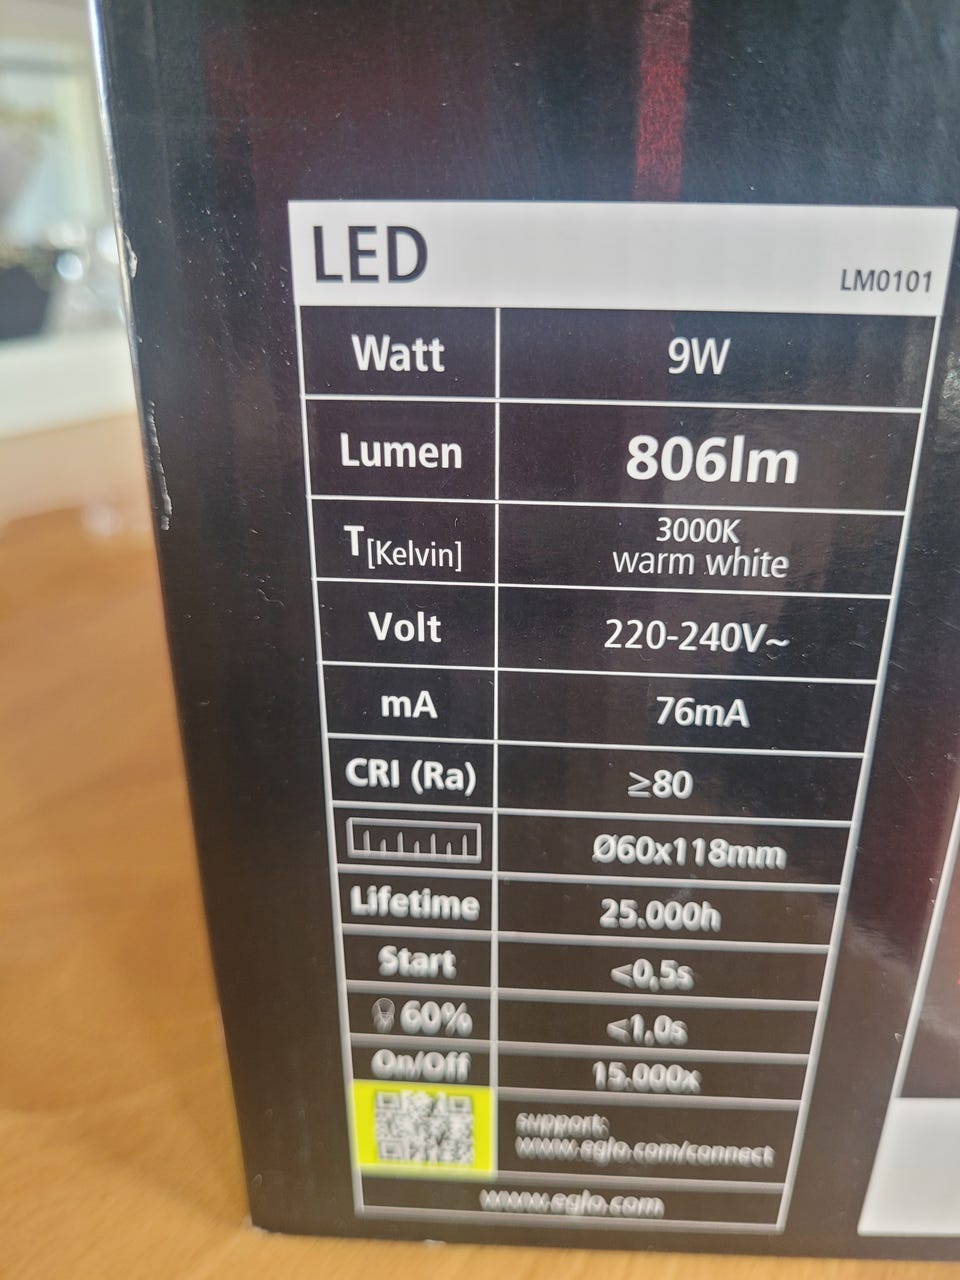 LED
LM0101
Watt 9W
Lumen 806lm
T[Kelvin] 3000K
warm white
Volt 220-240V~
mA 76mA
CRI (Ra) ≥80
Ø60x118mm
Lifetime 25.000h
Start <0,5s
60% <1,0s
On/Off 15.000x
support:
www.eglo.com/connect
www.eglo.com